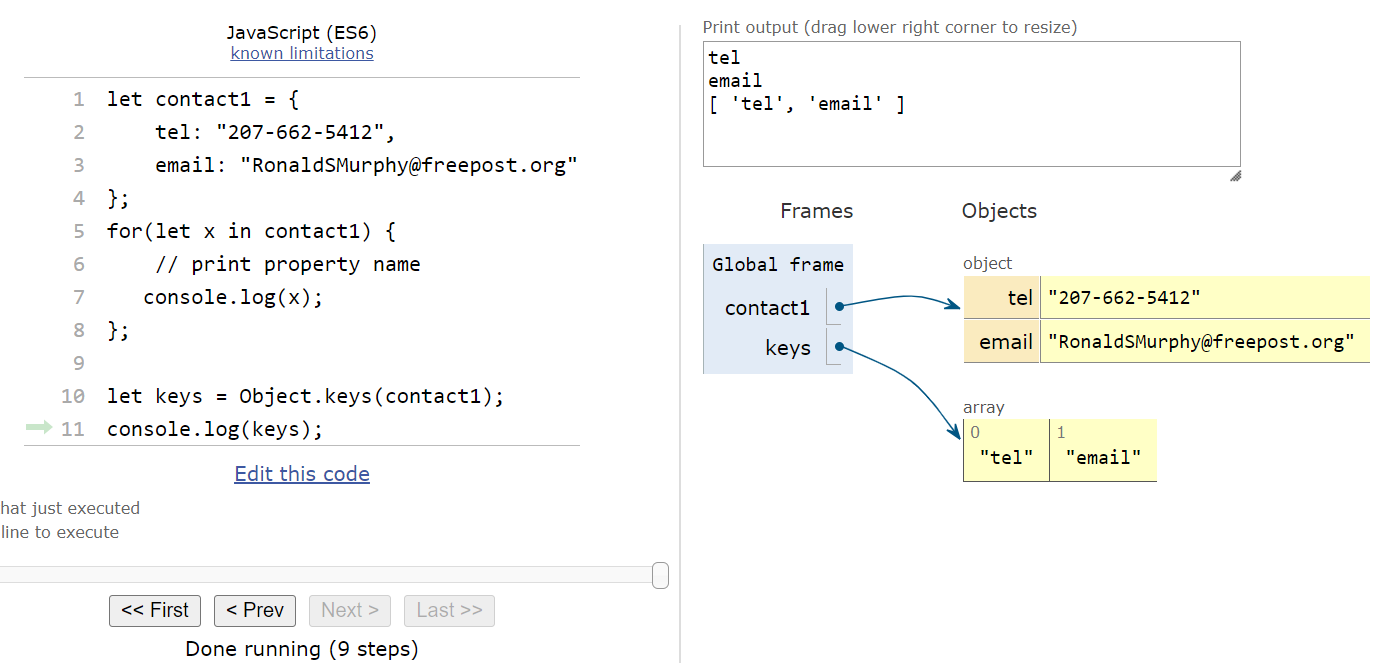 JavaScript (ES6)
known limitations
1 let contact1 = {
2     tel: "207-662-5412",
3     email: "RonaldSMurphy@freepost.org"
4 };
5 for(let x in contact1) {
6     // print property name
7    console.log(x);
8 };
9
10 let keys = Object.keys(contact1);
11 console.log(keys);
Edit this code
hat just executed
line to execute
<< First < Prev Next > Last >>
Done running (9 steps)
Print output (drag lower right corner to resize)
tel
email
[ 'tel', 'email' ]
Frames Objects
Global frame
contact1
keys
object
tel "207-662-5412"
email "RonaldSMurphy@freepost.org"
array
0 1
"tel" "email"